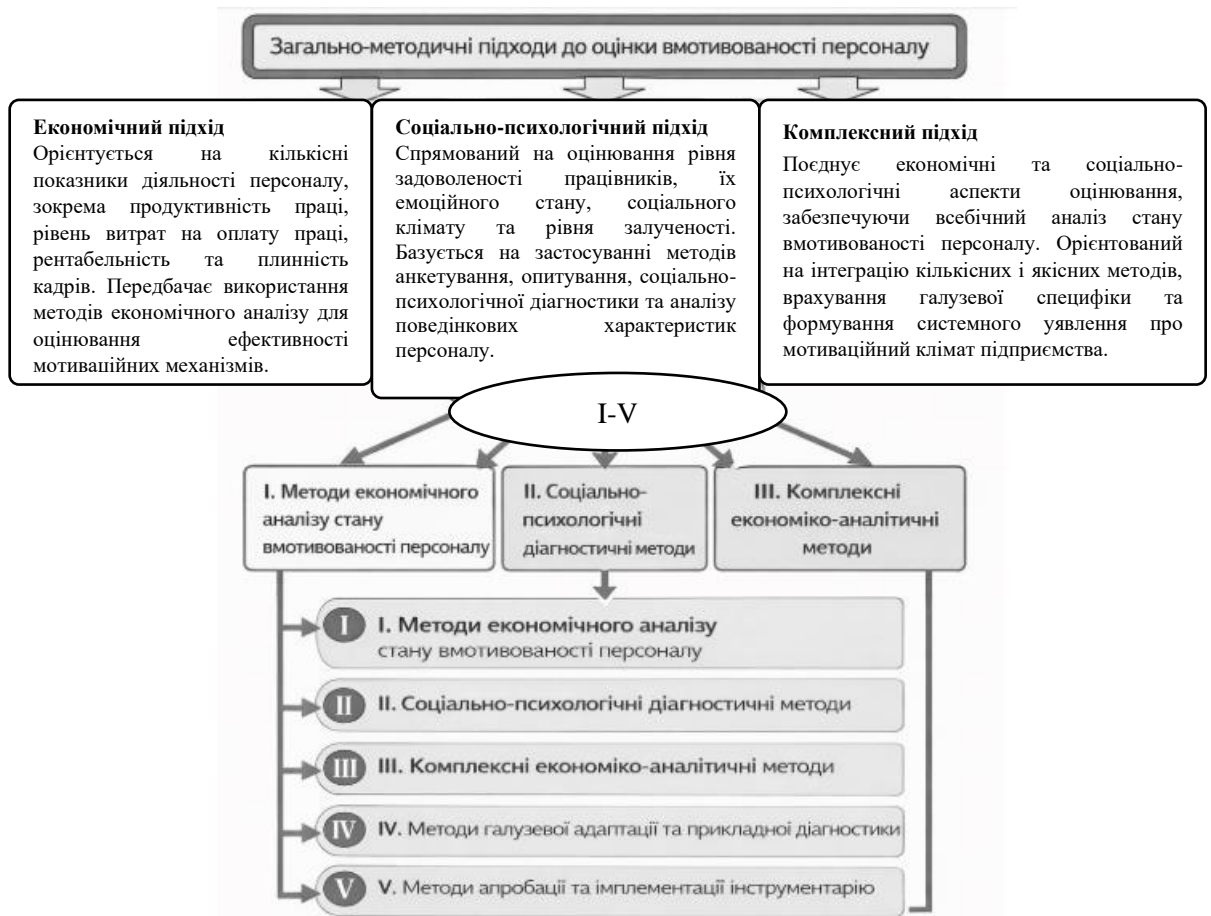 Загально-методичні підходи до оцінки вмотивованості персоналу
Економічний підхід
Орієнтується на кількісні
показники діяльності персоналу,
зокрема продуктивність праці,
рівень витрат на оплату праці,
рентабельність та плинність
кадрів. Передбачає використання
методів економічного аналізу для
оцінювання ефективності
мотиваційних механізмів.
Соціально-психологічний підхід
Спрямований на оцінювання рівня
задоволеності працівників, їх
емоційного стану, соціального
клімату та рівня залученості.
Базується на застосуванні методів
анкетування, опитування, соціально-
психологічної діагностики та аналізу
поведінкових характеристик
персоналу.
Комплексний підхід
Поєднує економічні та соціально-
психологічні аспекти оцінювання,
забезпечуючи всебічний аналіз стану
вмотивованості персоналу. Орієнтований
на інтеграцію кількісних і якісних методів,
врахування галузевої специфіки та
формування системного уявлення про
мотиваційний клімат підприємства.
I-V
I. Методи економічного
аналізу стану
вмотивованості персоналу
II. Соціально-
психологічні
діагностичні методи
III. Комплексні
економіко-аналітичні
методи
I I. Методи економічного аналізу
стану вмотивованості персоналу
II II. Соціально-психологічні діагностичні методи
III III. Комплексні економіко-аналітичні методи
IV IV. Методи галузевої адаптації та прикладної діагностики
V V. Методи апробації та імплементації інструментарію